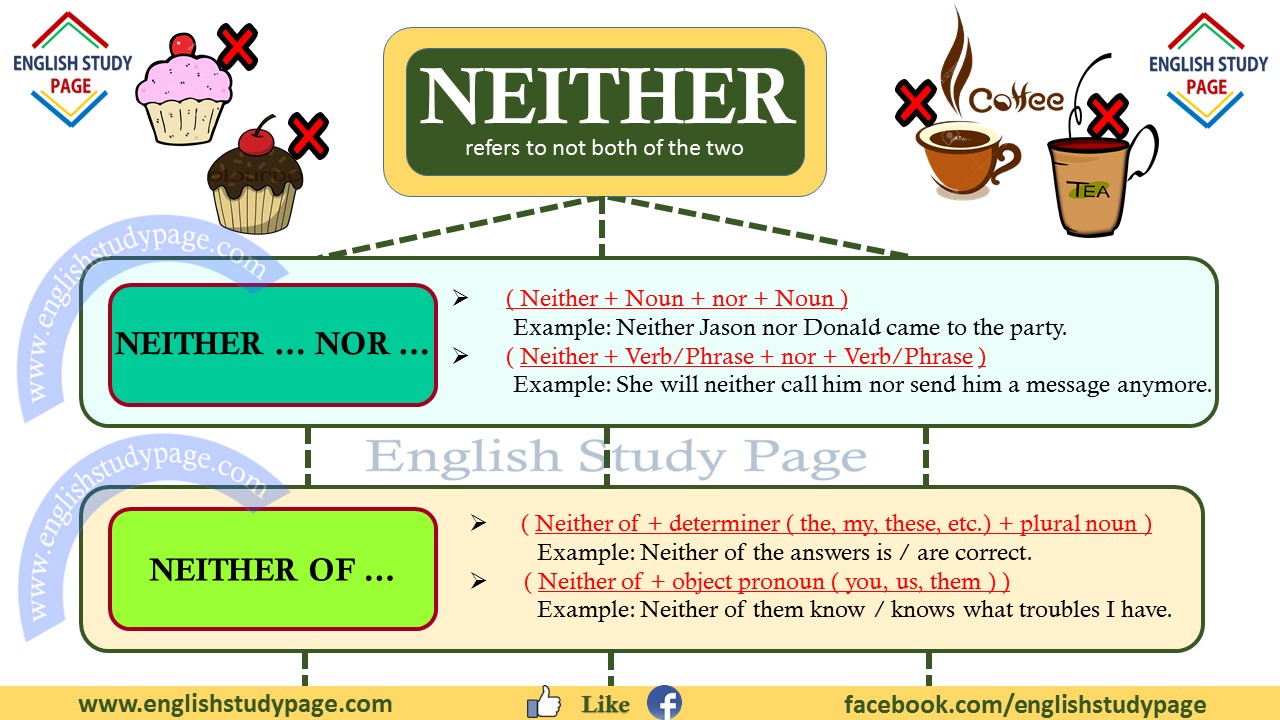 ENGLISH STUDY
PAGE
NEITHER
refers to not both of the two
Coffee
TEA
ENGLISH STUDY
PAGE
www.englishstudypage.com
NEITHER … NOR …
( Neither + Noun + nor + Noun )
Example: Neither Jason nor Donald came to the party.
( Neither + Verb/Phrase + nor + Verb/Phrase )
Example: She will neither call him nor send him a message anymore.
English Study Page
www.englishstudypage.com
NEITHER OF …
( Neither of + determiner ( the, my, these, etc.) + plural noun )
Example: Neither of the answers is / are correct.
( Neither of + object pronoun ( you, us, them ) )
Example: Neither of them know / knows what troubles I have.
www.englishstudypage.com
Like
f
facebook.com/englishstudypage